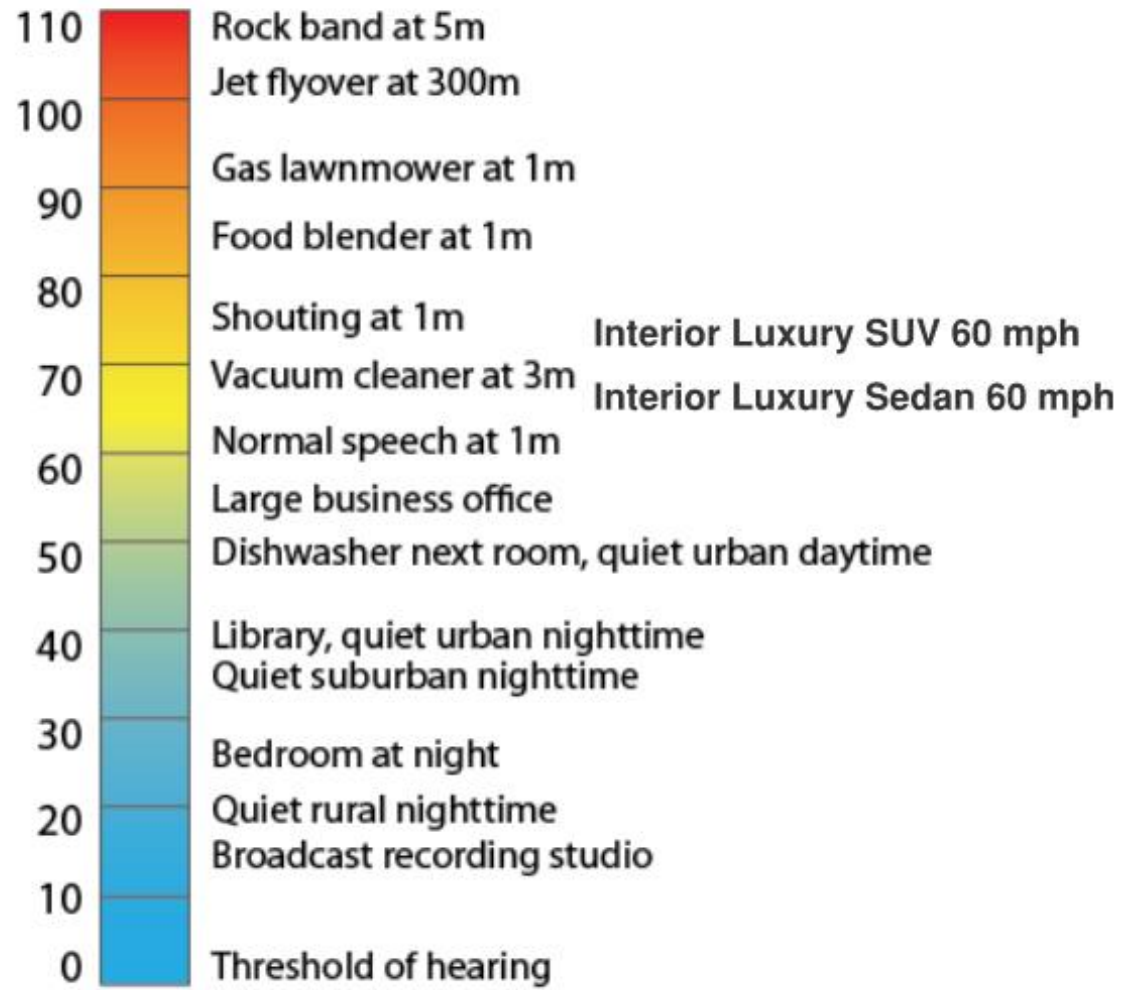 110 Rock band at 5m
Jet flyover at 300m
100
Gas lawnmower at 1m
90
Food blender at 1m
80
Shouting at 1m Interior Luxury SUV 60 mph
70 Vacuum cleaner at 3m
Interior Luxury Sedan 60 mph
Normal speech at 1m
60
Large business office
50 Dishwasher next room, quiet urban daytime
40 Library, quiet urban nighttime
Quiet suburban nighttime
30
Bedroom at night
20 Quiet rural nighttime
Broadcast recording studio
10
0 Threshold of hearing